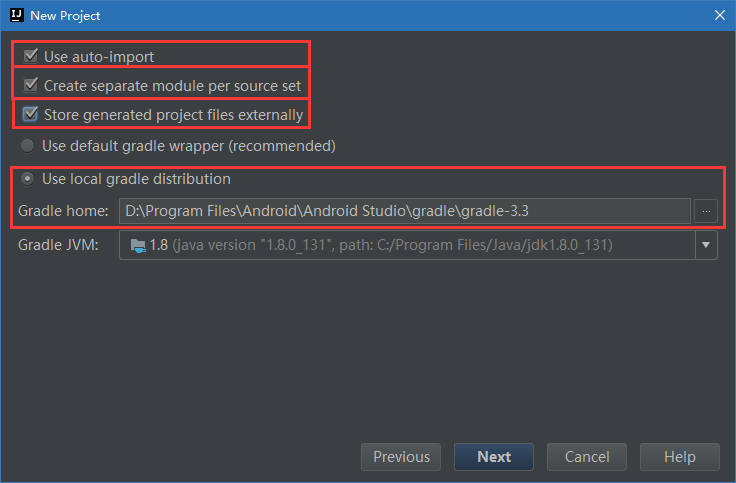 IJ New Project
Use auto-import
Create separate module per source set
Store generated project files externally
Use default gradle wrapper (recommended)
Use local gradle distribution
Gradle home: D:\Program Files\Android\Android Studio\gradle\gradle-3.3 ...
Gradle JVM: 1.8 (java version "1.8.0_131", path: C:/Program Files/Java/jdk1.8.0_131)
Previous Next Cancel Help